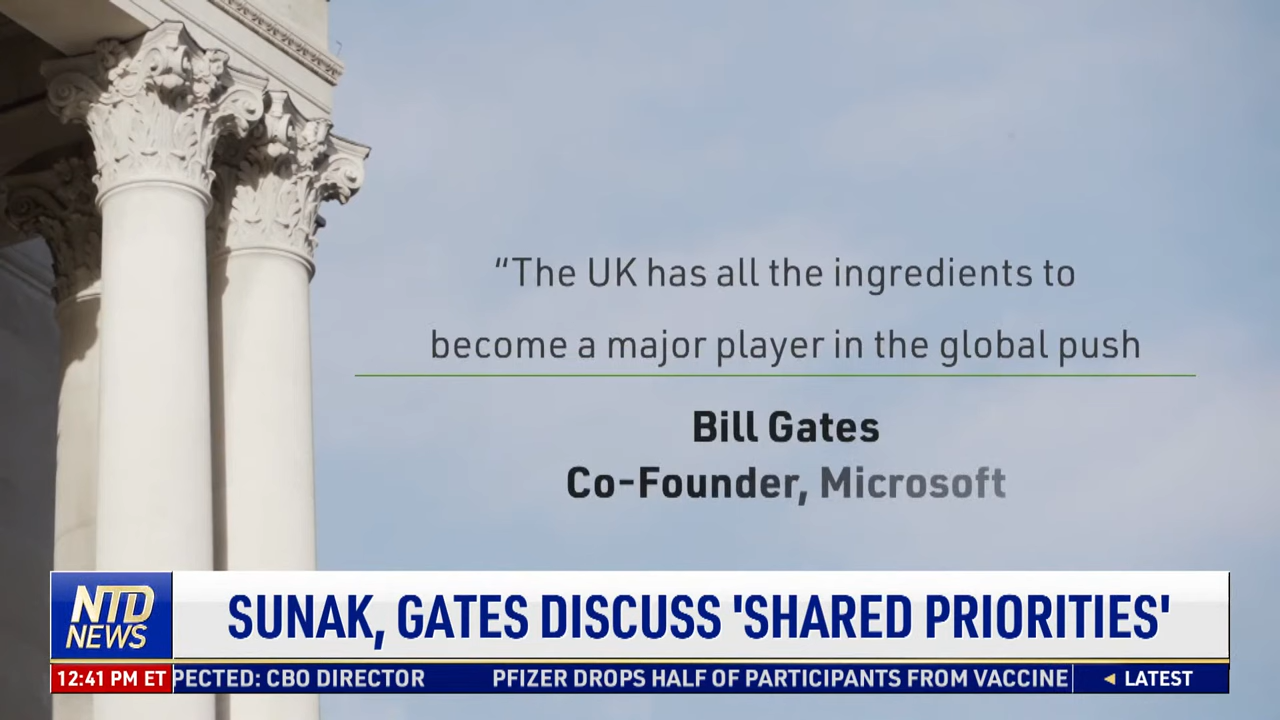 “The UK has all the ingredients to
become a major player in the global push
Bill Gates
Co-Founder, Microsoft
NTD
NEWS
SUNAK, GATES DISCUSS 'SHARED PRIORITIES'
12:41 PM ET
PECTED: CBO DIRECTOR PFIZER DROPS HALF OF PARTICIPANTS FROM VACCINE
LATEST